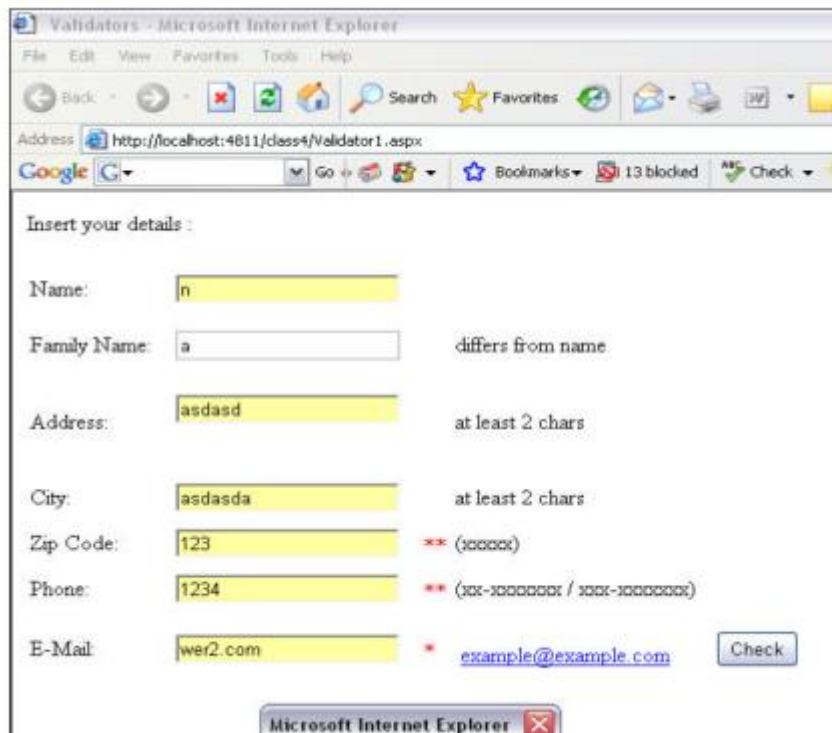 Validators - Microsoft Internet Explorer
File Edit View Favorites Tools Help
Back Search Favorites
Address http://localhost:4811/class4/Validator1.aspx
Google G Go Bookmarks 13 blocked ABC Check
Insert your details :
Name: n
Family Name: a differs from name
Address: asdasd at least 2 chars
City: asdasda at least 2 chars
Zip Code: 123 ** (xxxxx)
Phone: 1234 ** (xx-xxxxxxx / xxx-xxxxxxx)
E-Mail: wer2.com * example@example.com Check
Microsoft Internet Explorer